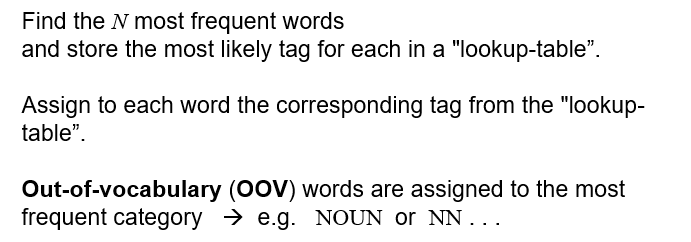 Find the N most frequent words
and store the most likely tag for each in a "lookup-table”.
Assign to each word the corresponding tag from the "lookup-
table”.
Out-of-vocabulary (OOV) words are assigned to the most
frequent category → e.g. NOUN or NN . . .